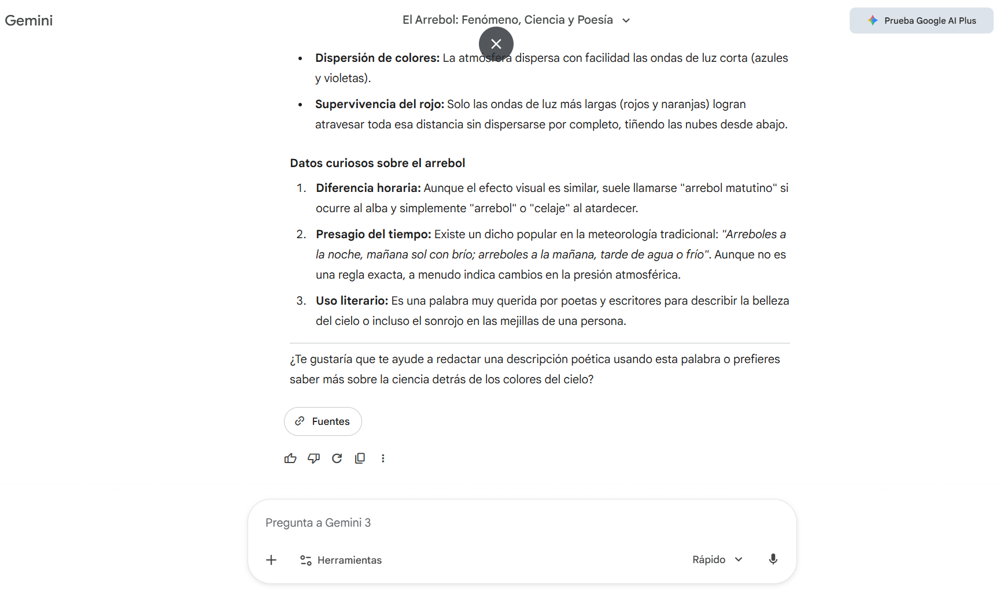 Gemini
El Arrebol: Fenómeno, Ciencia y Poesía
Prueba Google AI Plus
• Dispersión de colores: La atmósfera dispersa con facilidad las ondas de luz corta (azules
y violetas).
• Supervivencia del rojo: Solo las ondas de luz más largas (rojos y naranjas) logran
atravesar toda esa distancia sin dispersarse por completo, tiñendo las nubes desde abajo.
Datos curiosos sobre el arrebol
1. Diferencia horaria: Aunque el efecto visual es similar, suele llamarse "arrebol matutino" si
ocurre al alba y simplemente "arrebol" o "celaje" al atardecer.
2. Presagio del tiempo: Existe un dicho popular en la meteorología tradicional: "Arreboles a
la noche, mañana sol con brío; arreboles a la mañana, tarde de agua o frío". Aunque no es
una regla exacta, a menudo indica cambios en la presión atmosférica.
3. Uso literario: Es una palabra muy querida por poetas y escritores para describir la belleza
del cielo o incluso el sonrojo en las mejillas de una persona.
¿Te gustaría que te ayude a redactar una descripción poética usando esta palabra o prefieres
saber más sobre la ciencia detrás de los colores del cielo?
Fuentes
Pregunta a Gemini 3
Herramientas
Rápido